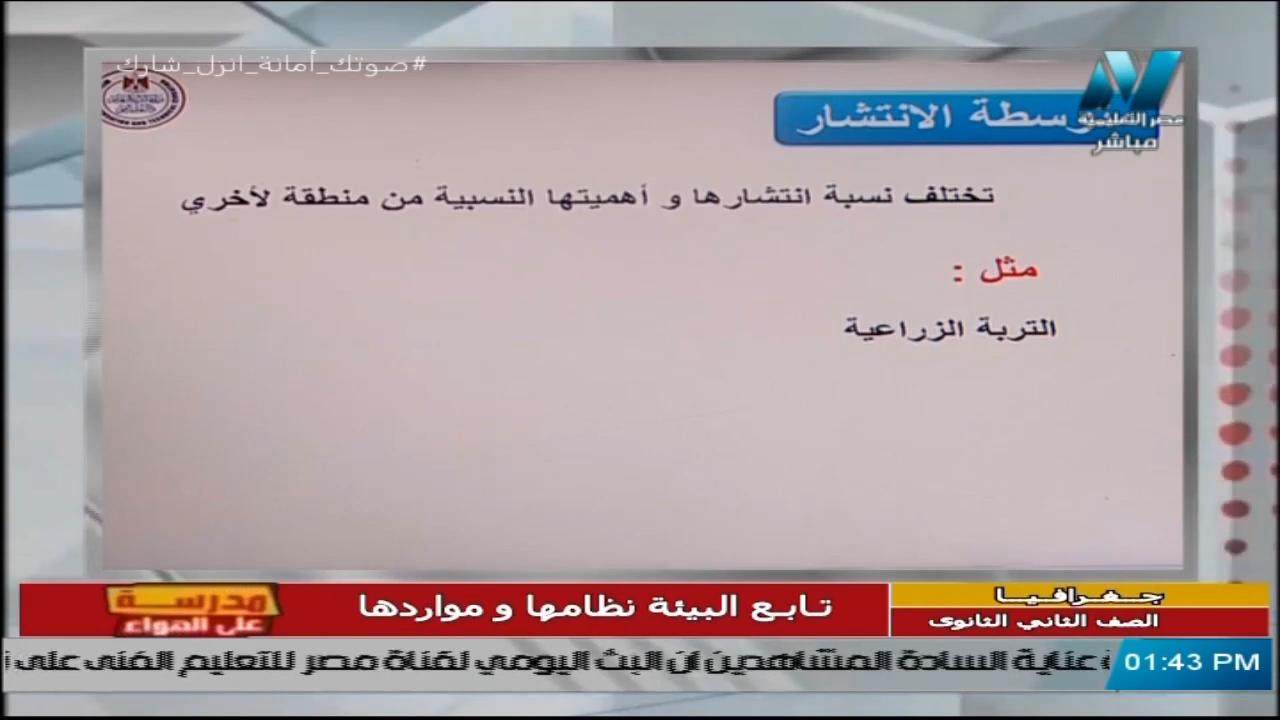 #صوتك_أمانة_انزل_شارك
مصر التعليمية
مباشر
وسطة الانتشار
تختلف نسبة انتشارها و أهميتها النسبية من منطقة لأخري
مثل :
التربة الزراعية
جغرافيا
الصف الثاني الثانوى
تابع البيئة نظامها و مواردها
مدرسة
على الهواء
01:43 PM
عناية السادة المشاهدين ان البث اليومي لقناة مصر للتعليم الفنى على